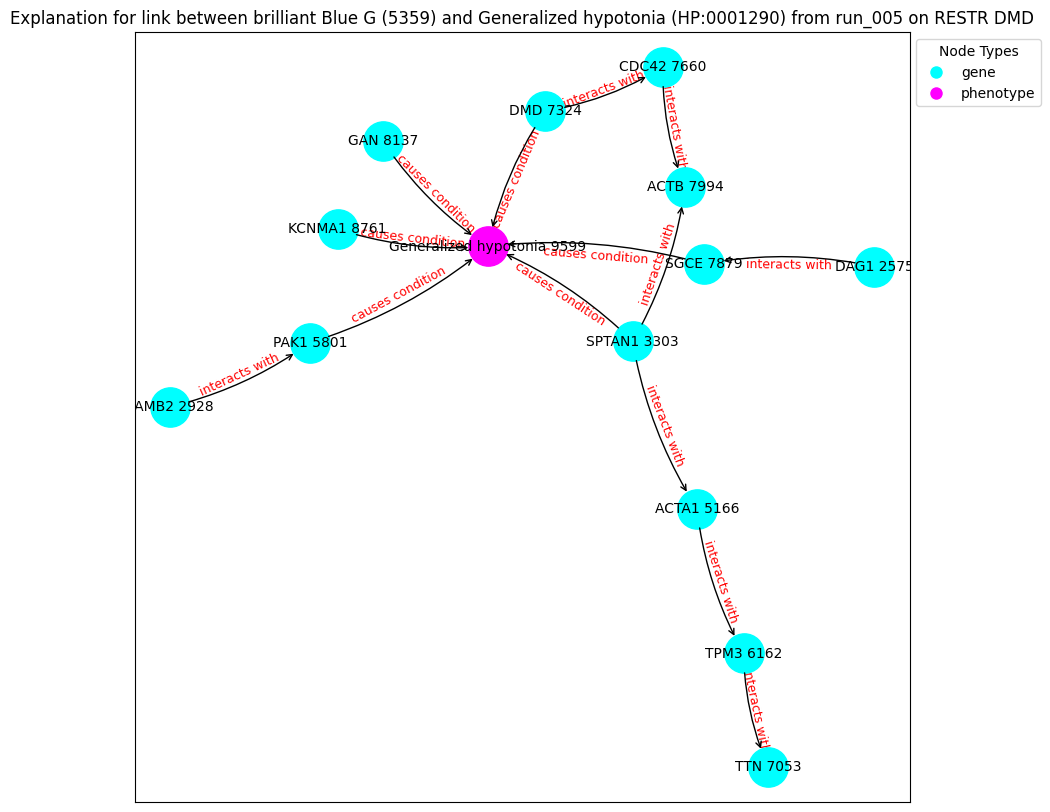 Explanation for link between brilliant Blue G (5359) and Generalized hypotonia (HP:0001290) from run_005 on RESTR DMD
Node Types
gene
phenotype
CDC42 7660
interacts with
DMD 7324
interacts with
GAN 8137
causes condition
causes condition
ACTB 7994
KCNMA1 8761
causes condition
Generalized hypotonia 9599
causes condition
interacts with
SGCE 7879
interacts with
DAG1 2575
causes condition
causes condition
PAK1 5801
SPTAN1 3303
interacts with
AMB2 2928
interacts with
ACTA1 5166
interacts with
TPM3 6162
interacts with
TTN 7053